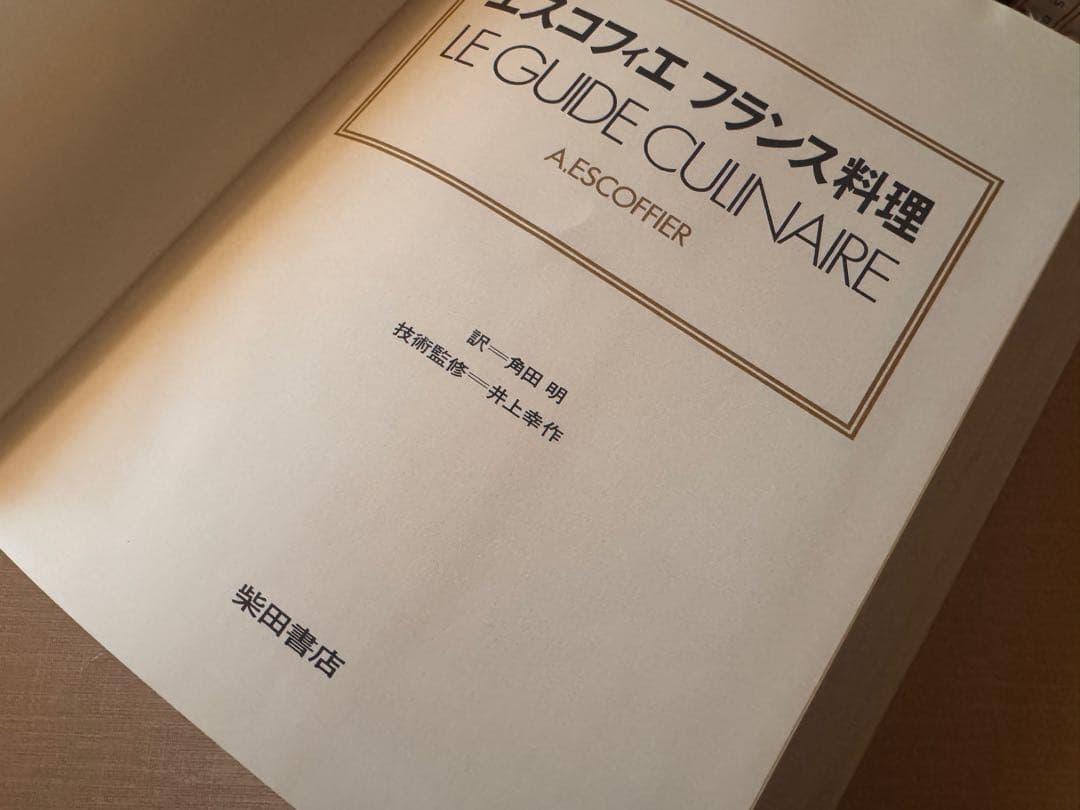 エスコフィエ フランス料理
LE GUIDE CULINAIRE
A.ESCOFFIER
訳＝角田 明
技術監修＝井上幸作
柴田書店